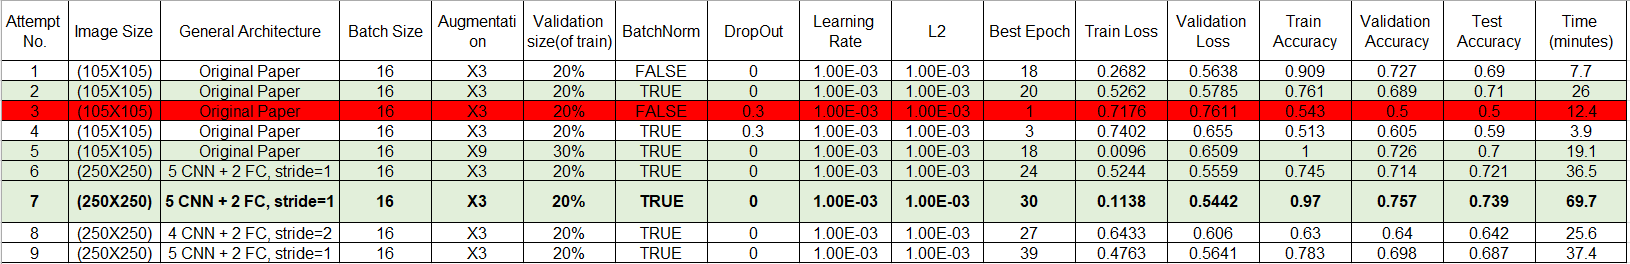 Attempt No. Image Size General Architecture Batch Size Augmentati on Validation size(of train) BatchNorm DropOut Learning Rate L2 Best Epoch Train Loss Validation Loss Train Accuracy Validation Accuracy Test Accuracy Time (minutes)
1 (105X105) Original Paper 16 X3 20% FALSE 0 1.00E-03 1.00E-03 18 0.2682 0.5638 0.909 0.727 0.69 7.7
2 (105X105) Original Paper 16 X3 20% TRUE 0 1.00E-03 1.00E-03 20 0.5262 0.5785 0.761 0.689 0.71 26
3 (105X105) Original Paper 16 X3 20% FALSE 0.3 1.00E-03 1.00E-03 1 0.7176 0.7611 0.543 0.5 0.5 12.4
4 (105X105) Original Paper 16 X3 20% TRUE 0.3 1.00E-03 1.00E-03 3 0.7402 0.655 0.513 0.605 0.59 3.9
5 (105X105) Original Paper 16 X9 30% TRUE 0 1.00E-03 1.00E-03 18 0.0096 0.6509 1 0.726 0.7 19.1
6 (250X250) 5 CNN + 2 FC, stride=1 16 X3 20% TRUE 0 1.00E-03 1.00E-03 24 0.5244 0.5559 0.745 0.714 0.721 36.5
7 (250X250) 5 CNN + 2 FC, stride=1 16 X3 20% TRUE 0 1.00E-03 1.00E-03 30 0.1138 0.5442 0.97 0.757 0.739 69.7
8 (250X250) 4 CNN + 2 FC, stride=2 16 X3 20% TRUE 0 1.00E-03 1.00E-03 27 0.6433 0.606 0.63 0.64 0.642 25.6
9 (250X250) 5 CNN + 2 FC, stride=1 16 X3 20% TRUE 0 1.00E-03 1.00E-03 39 0.4763 0.5641 0.783 0.698 0.687 37.4